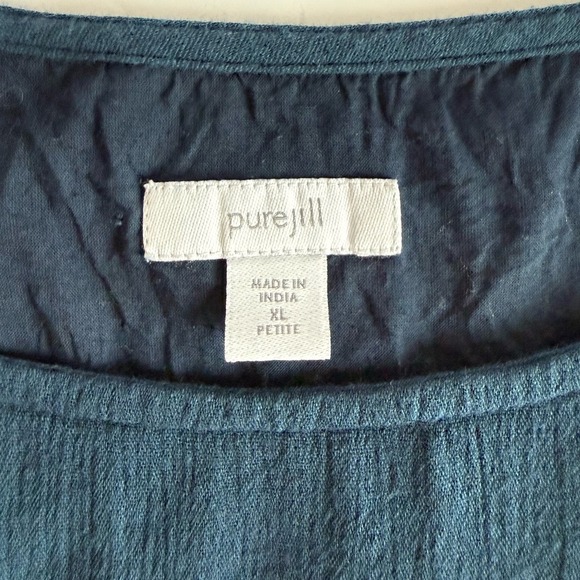 purejill
MADE IN
INDIA
XL
PETITE